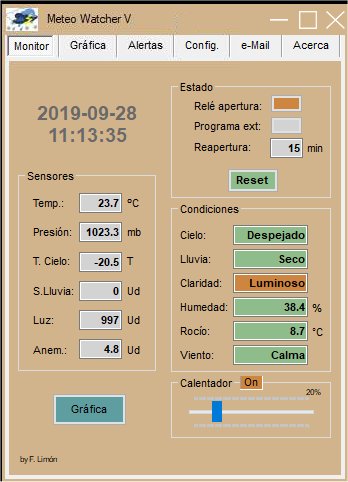 Meteo Watcher V
Monitor Gráfica Alertas Config. e-Mail Acerca
2019-09-28
11:13:35
Estado
Relé apertura:
Programa ext:
Reapertura: 15 min
Reset
Sensores
Temp.: 23.7 ºC
Presión: 1023.3 mb
T. Cielo: -20.5 T
S.Lluvia: 0 Ud
Luz: 997 Ud
Anem.: 4.8 Ud
Condiciones
Cielo: Despejado
Lluvia: Seco
Claridad: Luminoso
Humedad: 38.4 %
Rocío: 8.7 °C
Viento: Calma
Calentador On
20%
Gráfica
by F. Limón